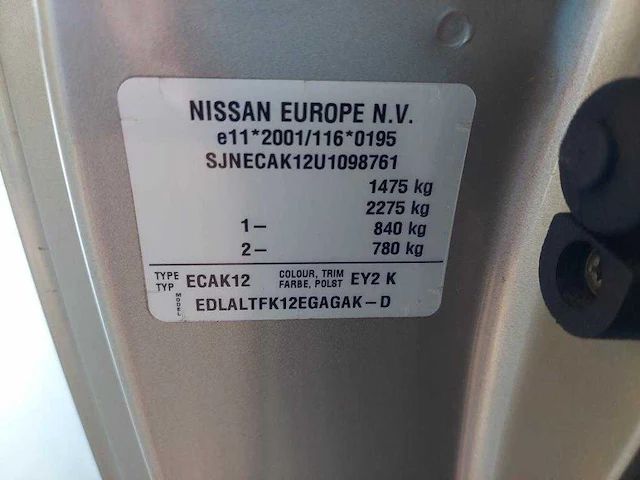 NISSAN EUROPE N.V.
e11*2001/116*0195
SJNECAK12U1098761
1475 kg
2275 kg
1- 840 kg
2- 780 kg
TYPE TYP ECAK12 COLOUR, TRIM FARBE, POLST EY2 K
MODEL EDLALTFK12EGAGAK-D